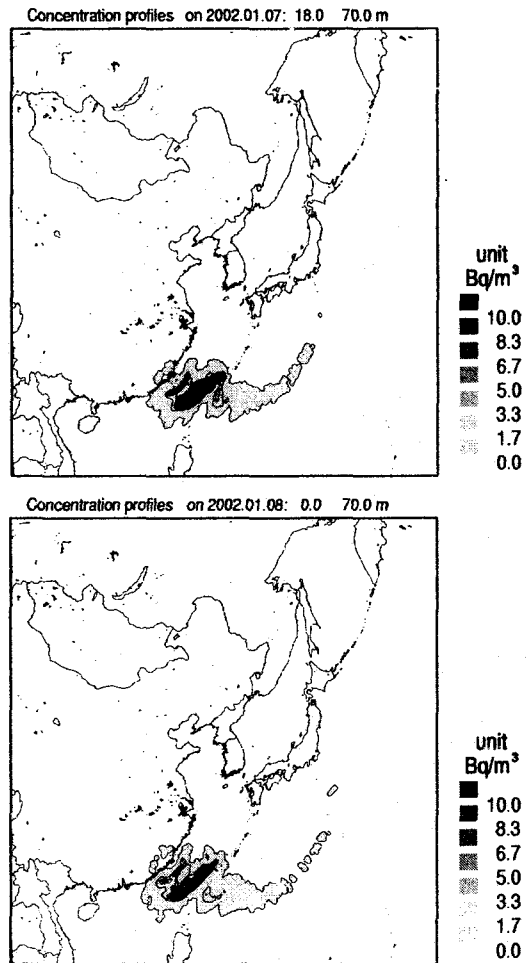 Concentration profiles on 2002.01.07: 18.0 70.0 m
unit
Bq/m³
10.0
8.3
6.7
5.0
3.3
1.7
0.0
Concentration profiles on 2002.01.08: 0.0 70.0 m
unit
Bq/m³
10.0
8.3
6.7
5.0
3.3
1.7
0.0